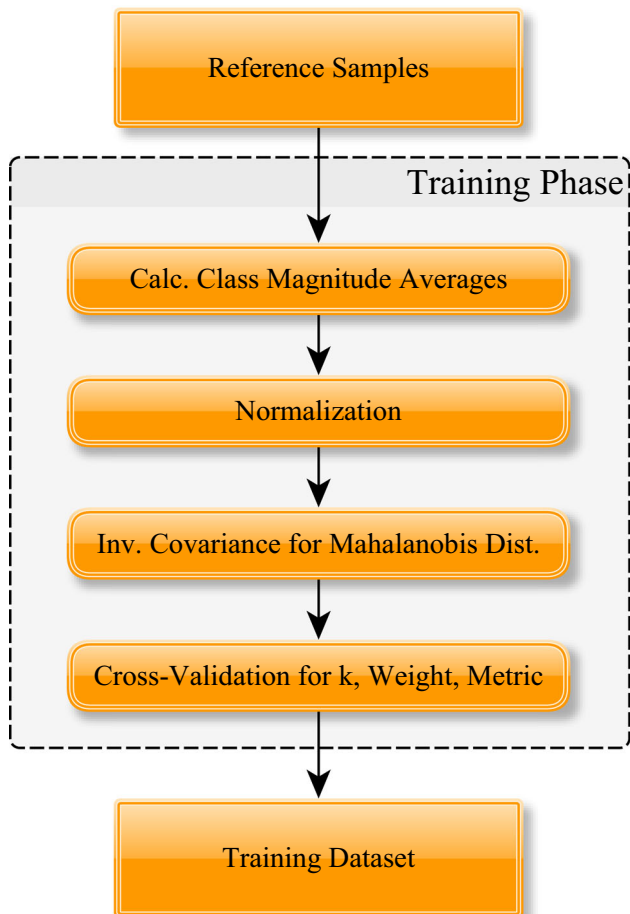 Reference Samples
Training Phase
Calc. Class Magnitude Averages
Normalization
Inv. Covariance for Mahalanobis Dist.
Cross-Validation for k, Weight, Metric
Training Dataset